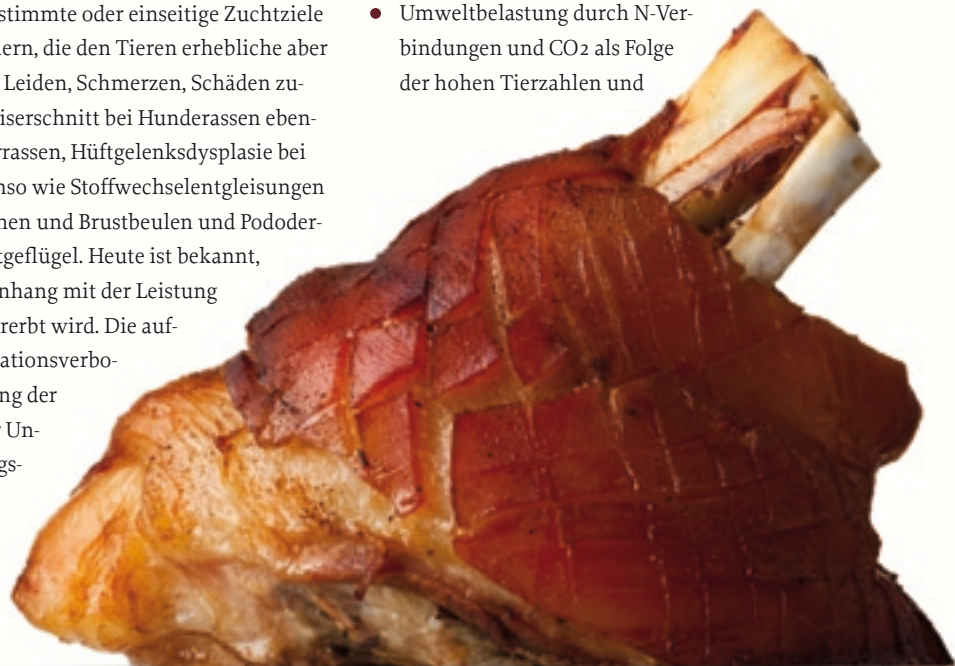 stimmte oder einseitige Zuchtziele
ern, die den Tieren erhebliche aber
Leiden, Schmerzen, Schäden zu-
iserschnitt bei Hunderassen eben-
rrassen, Hüftgelenksdysplasie bei
nso wie Stoffwechselentgleisungen
nen und Brustbeulen und Pododer-
tgeflügel. Heute ist bekannt,
nhang mit der Leistung
rerbt wird. Die auf-
ationsverbo-
ng der
Un-
gs-
• Umweltbelastung durch N-Ver-
bindungen und CO2 als Folge
der hohen Tierzahlen und